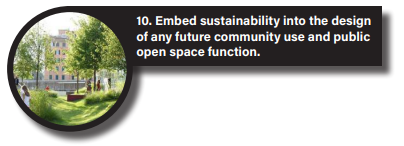 10. Embed sustainability into the design
of any future community use and public
open space function.